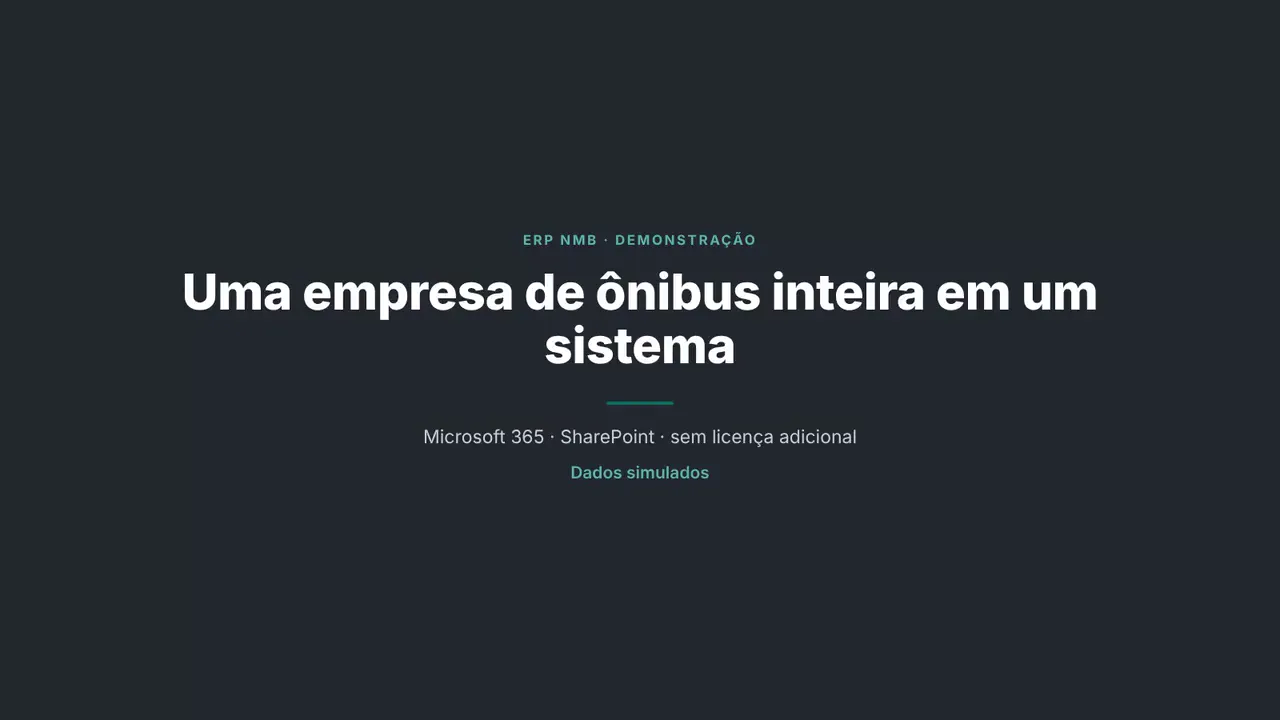 ERP NMB · DEMONSTRAÇÃO
Uma empresa de ônibus inteira em um
sistema
Microsoft 365 · SharePoint · sem licença adicional
Dados simulados